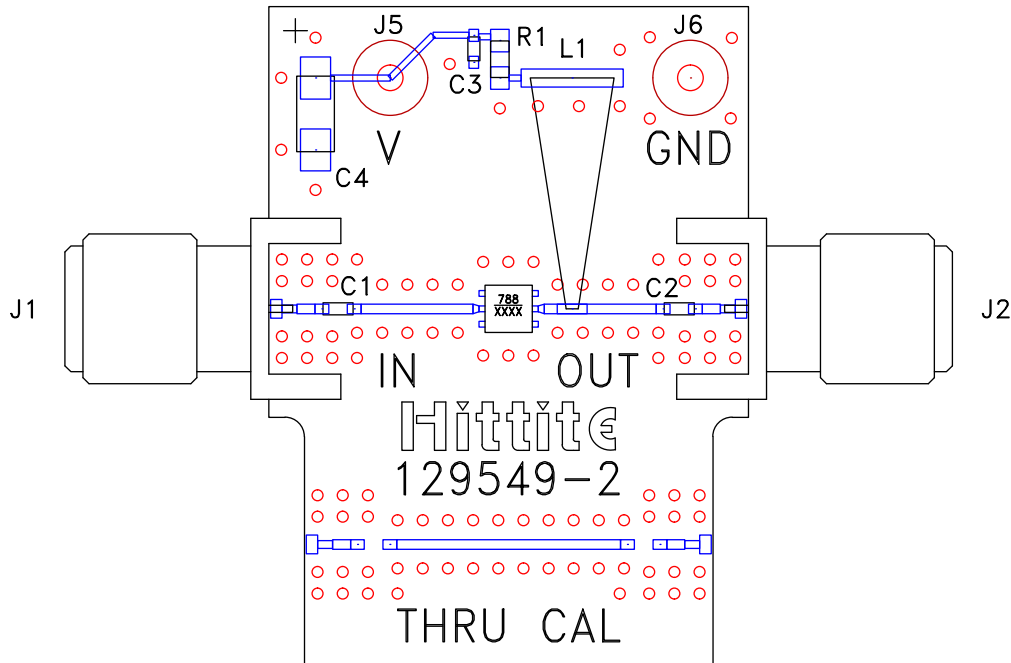 +
J5
R1
L1
J6
C3
V
GND
C4
J1
C1
788
XXXX
C2
J2
IN
OUT
Hittite
129549-2
THRU CAL